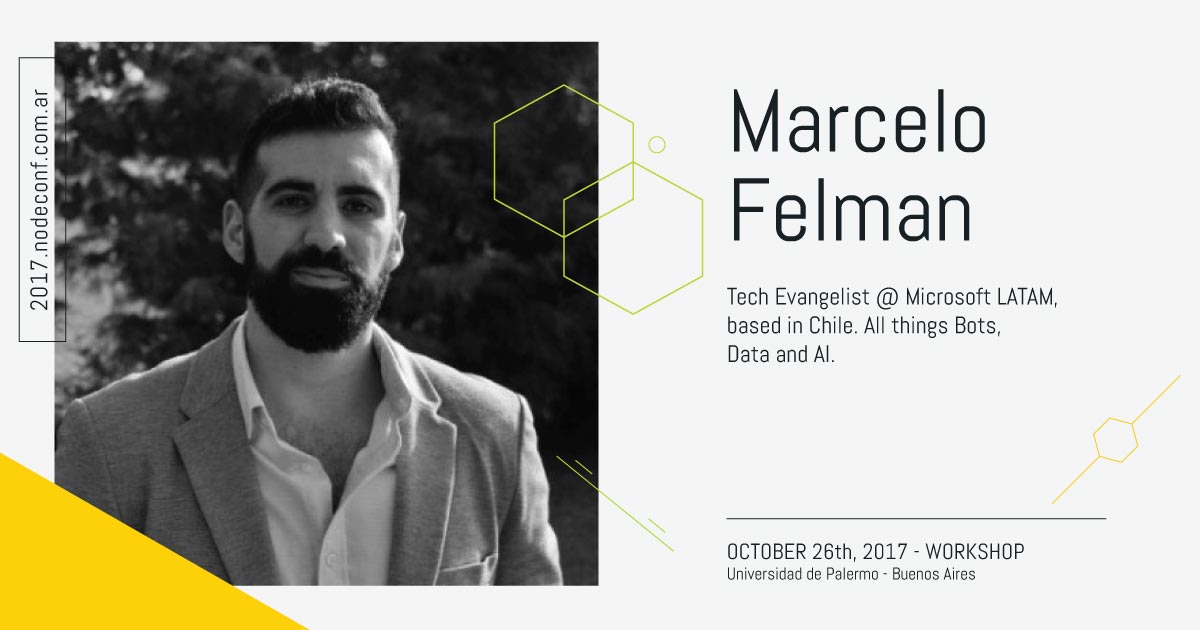 2017.nodeconf.com.ar
Marcelo
Felman
Tech Evangelist @ Microsoft LATAM,
based in Chile. All things Bots,
Data and AI.
OCTOBER 26th, 2017 - WORKSHOP
Universidad de Palermo - Buenos Aires